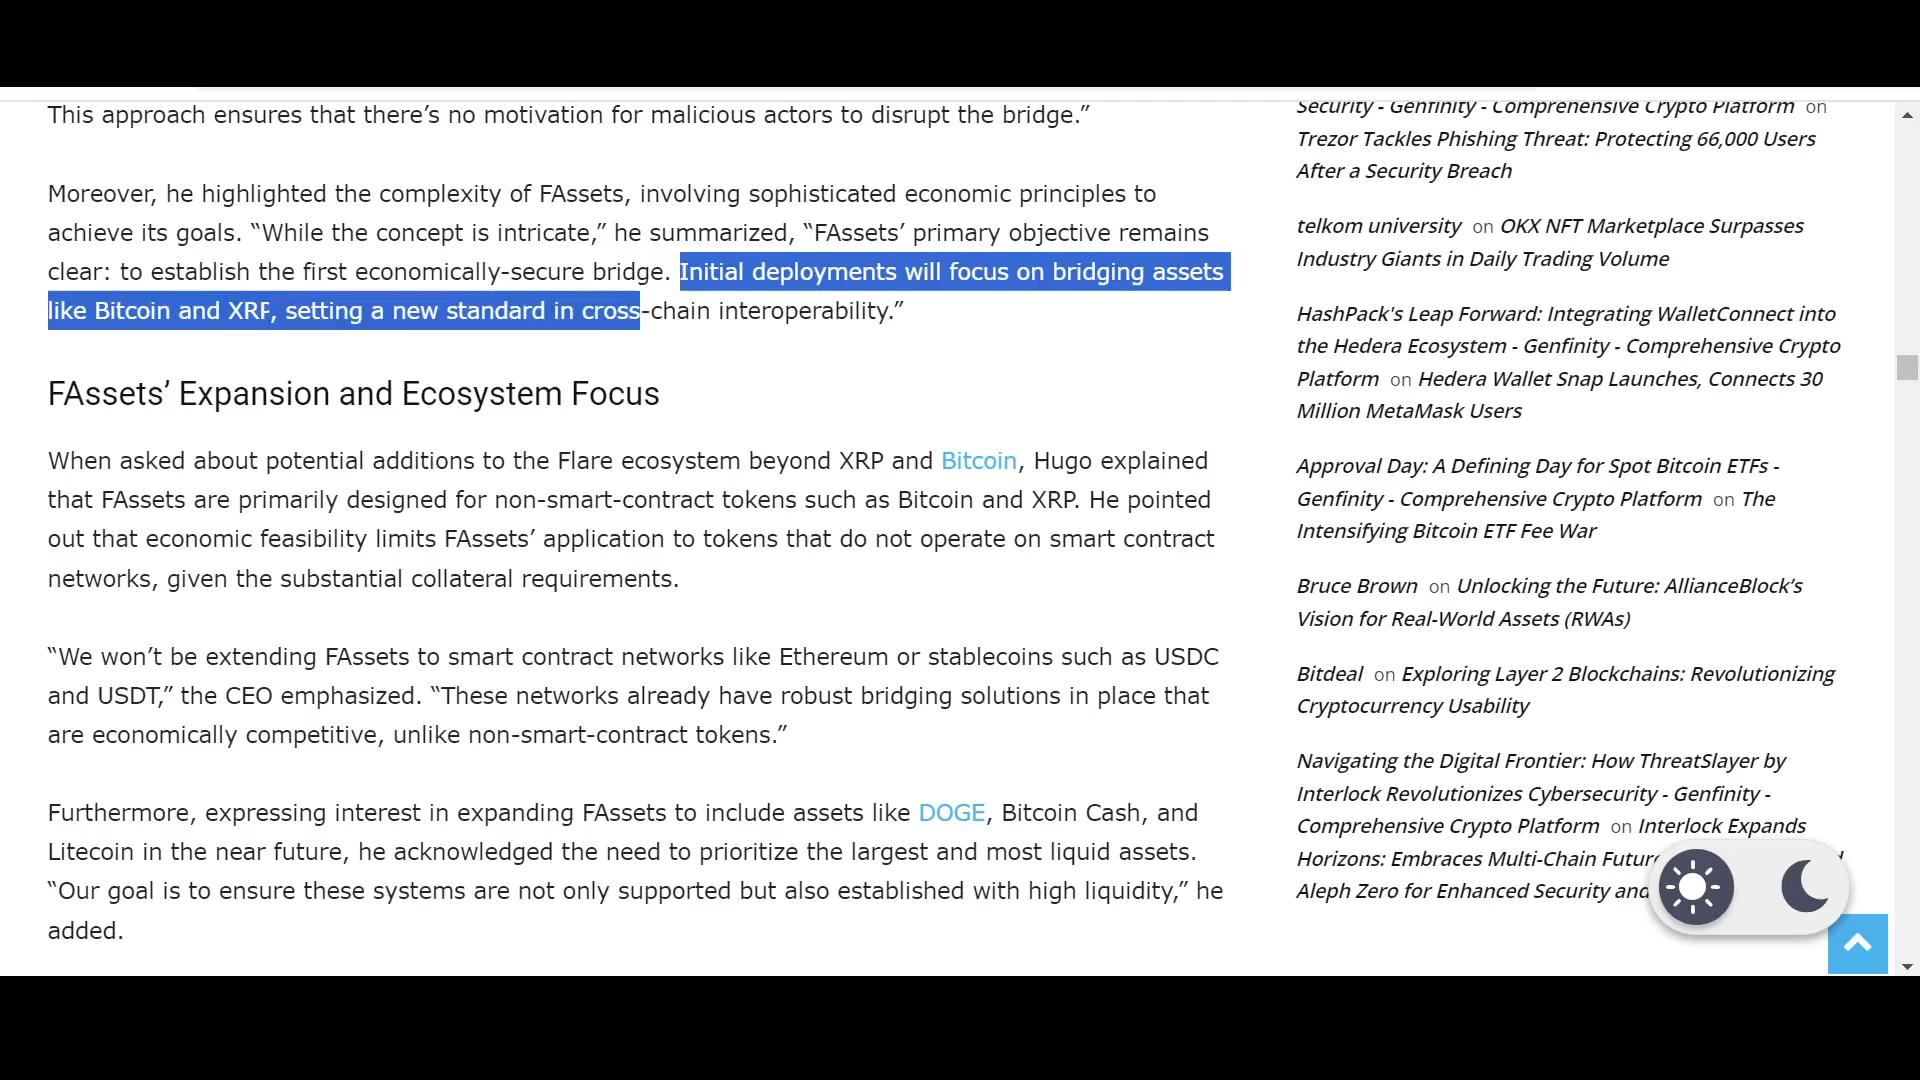 This approach ensures that there’s no motivation for malicious actors to disrupt the bridge.”
Moreover, he highlighted the complexity of FAssets, involving sophisticated economic principles to
achieve its goals. “While the concept is intricate,” he summarized, “FAssets’ primary objective remains
clear: to establish the first economically-secure bridge. Initial deployments will focus on bridging assets
like Bitcoin and XRP, setting a new standard in cross-chain interoperability.”
FAssets’ Expansion and Ecosystem Focus
When asked about potential additions to the Flare ecosystem beyond XRP and Bitcoin, Hugo explained
that FAssets are primarily designed for non-smart-contract tokens such as Bitcoin and XRP. He pointed
out that economic feasibility limits FAssets’ application to tokens that do not operate on smart contract
networks, given the substantial collateral requirements.
“We won’t be extending FAssets to smart contract networks like Ethereum or stablecoins such as USDC
and USDT,” the CEO emphasized. “These networks already have robust bridging solutions in place that
are economically competitive, unlike non-smart-contract tokens.”
Furthermore, expressing interest in expanding FAssets to include assets like DOGE, Bitcoin Cash, and
Litecoin in the near future, he acknowledged the need to prioritize the largest and most liquid assets.
“Our goal is to ensure these systems are not only supported but also established with high liquidity,” he
added.
Security - Genfinity - Comprehensive Crypto Platform on
Trezor Tackles Phishing Threat: Protecting 66,000 Users
After a Security Breach
telkom university on OKX NFT Marketplace Surpasses
Industry Giants in Daily Trading Volume
HashPack's Leap Forward: Integrating WalletConnect into
the Hedera Ecosystem - Genfinity - Comprehensive Crypto
Platform on Hedera Wallet Snap Launches, Connects 30
Million MetaMask Users
Approval Day: A Defining Day for Spot Bitcoin ETFs -
Genfinity - Comprehensive Crypto Platform on The
Intensifying Bitcoin ETF Fee War
Bruce Brown on Unlocking the Future: AllianceBlock’s
Vision for Real-World Assets (RWAs)
Bitdeal on Exploring Layer 2 Blockchains: Revolutionizing
Cryptocurrency Usability
Navigating the Digital Frontier: How ThreatSlayer by
Interlock Revolutionizes Cybersecurity - Genfinity -
Comprehensive Crypto Platform on Interlock Expands
Horizons: Embraces Multi-Chain
Aleph Zero for Enhanced Security